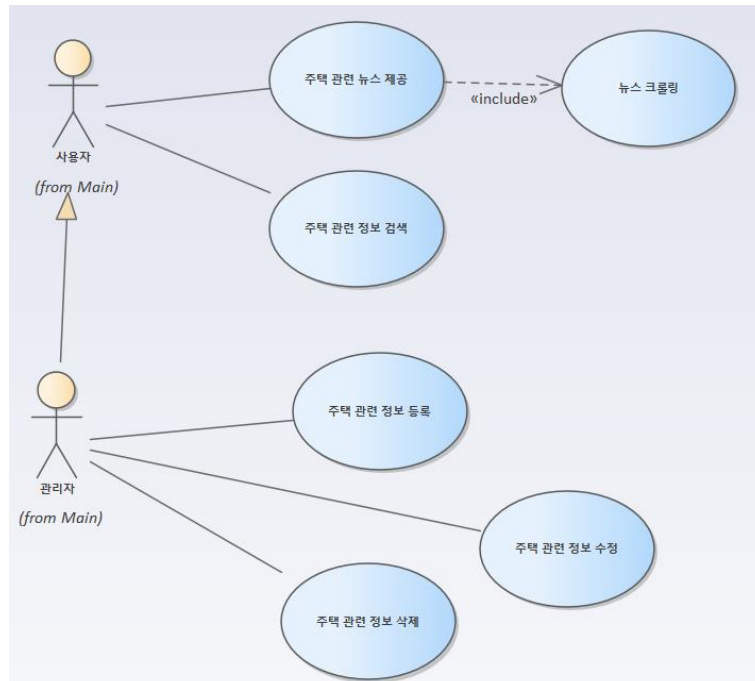 주택 관련 뉴스 제공
뉴스 크롤링
«include»
사용자
(from Main)
주택 관련 정보 검색
주택 관련 정보 등록
관리자
(from Main)
주택 관련 정보 수정
주택 관련 정보 삭제